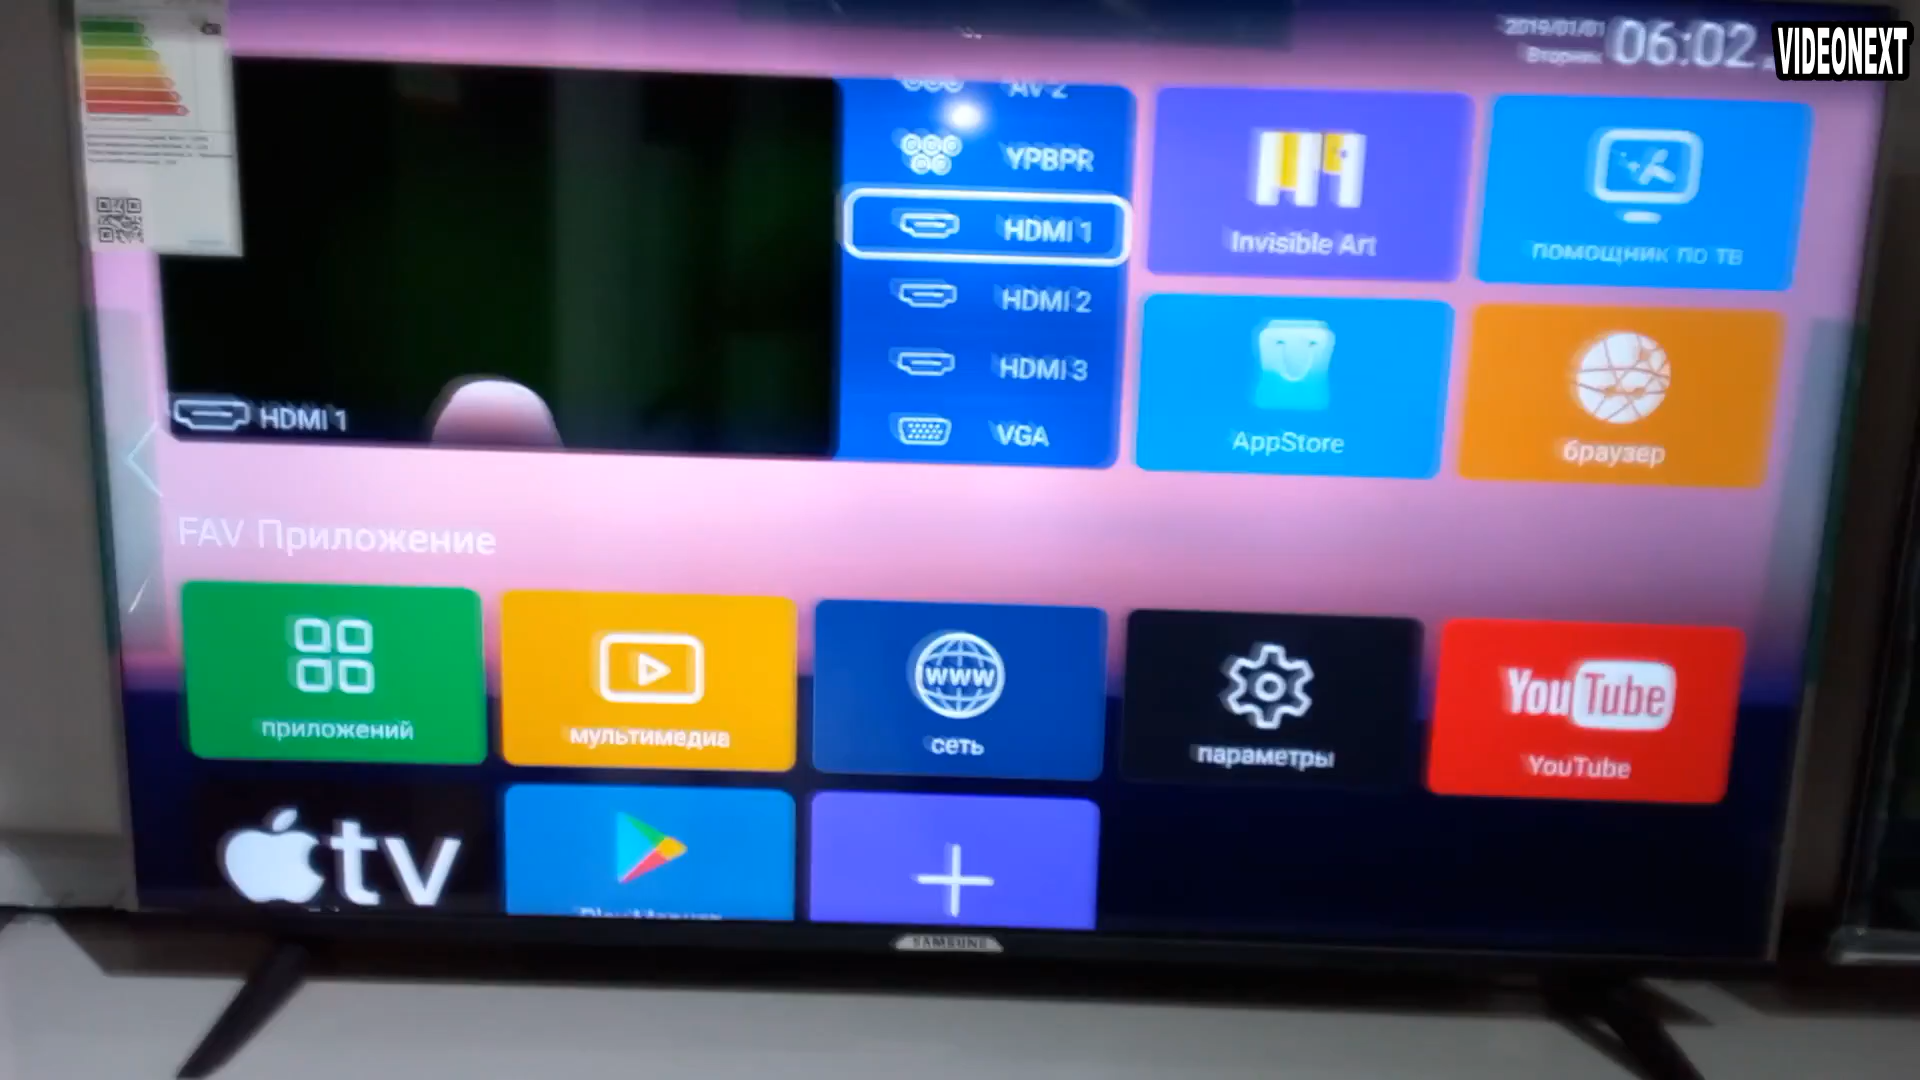 2019/01/01
Вторник
06:02
VIDEONEXT
AV-2
YPBPR
HDMI 1
HDMI 2
HDMI 3
VGA
HDMI 1
Invisible Art
помощник по тв
AppStore
браузер
FAV Приложение
приложений
мультимедиа
www
сеть
параметры
YouTube
YouTube
tv
SAMSUNG